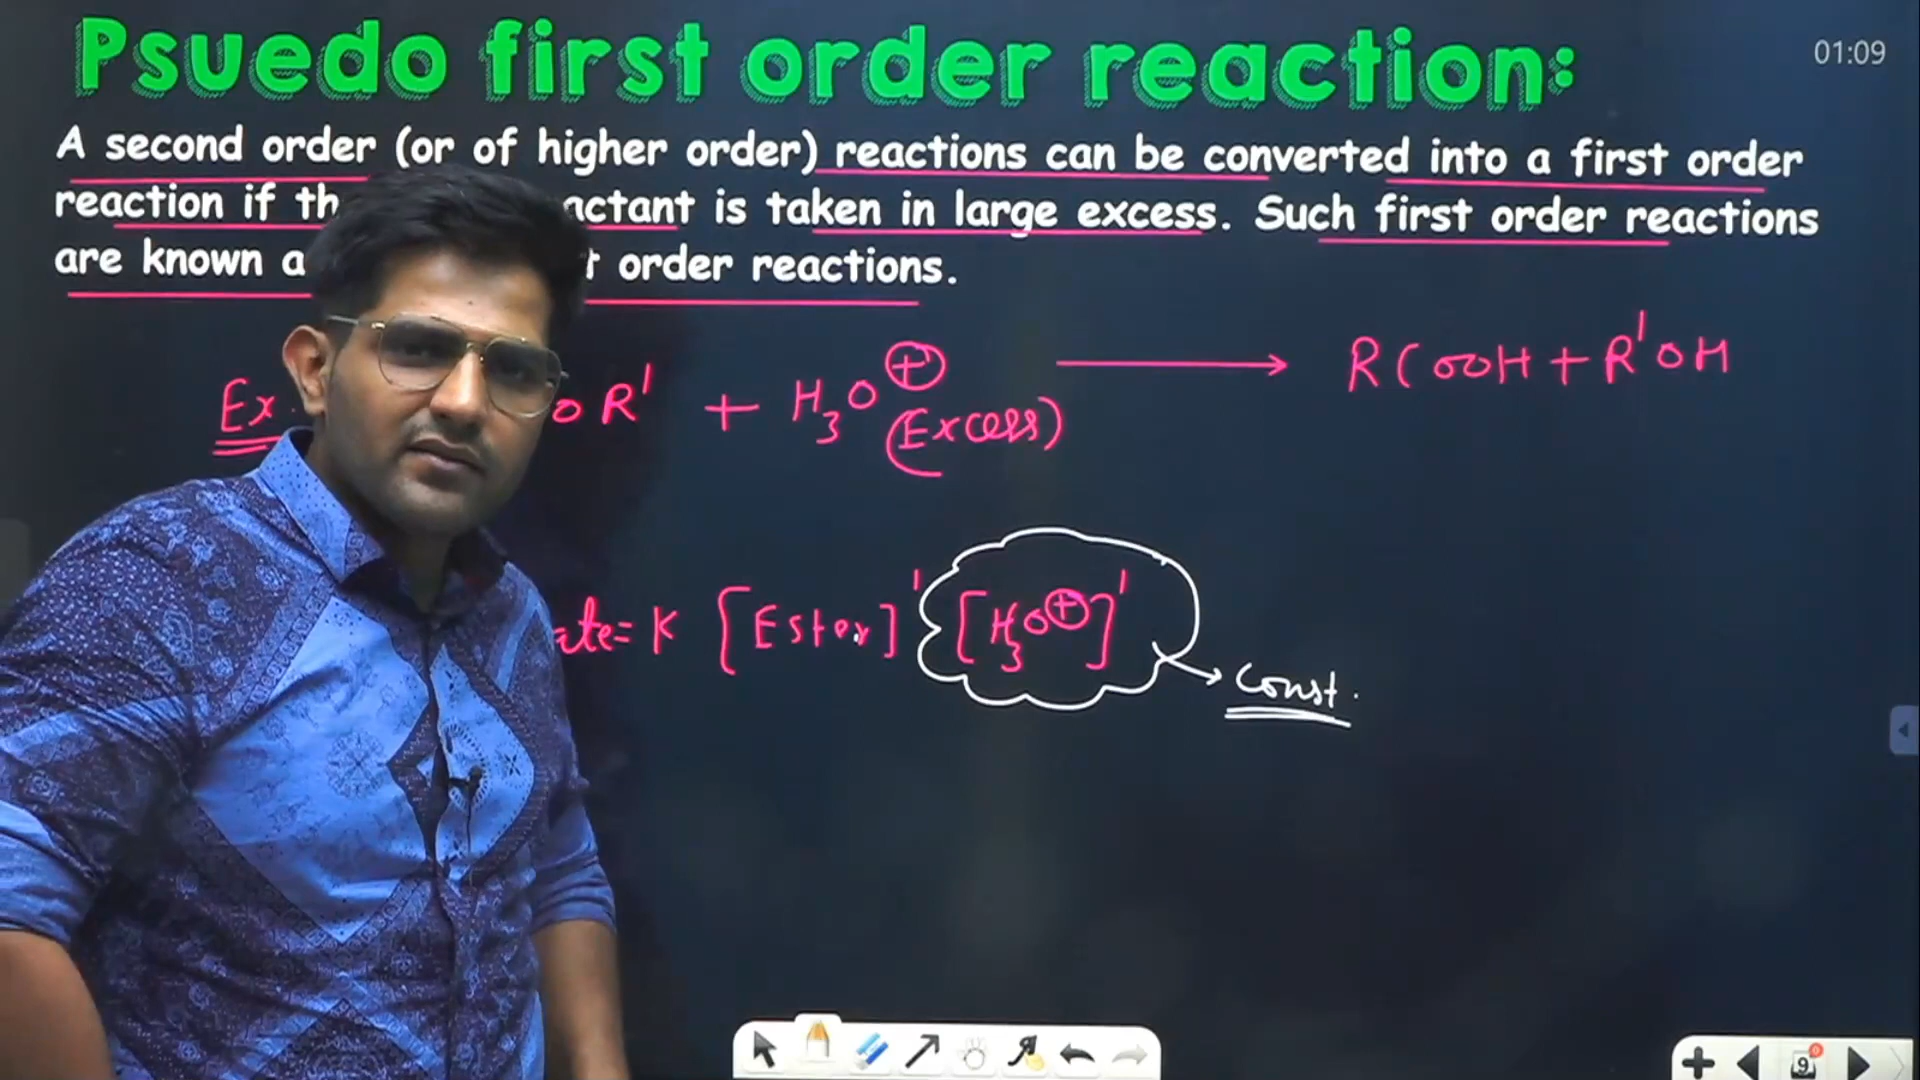 Psuedo first order reaction:
01:09
A second order (or of higher order) reactions can be converted into a first order
reaction if actant is taken in large excess. Such first order reactions
are known order reactions.
Ex. o R' + H₃O⊕ (Excess) ⟶ RCOOH + R'OH
ate = K [Ester]' [H₃O⊕]' → Const.
9